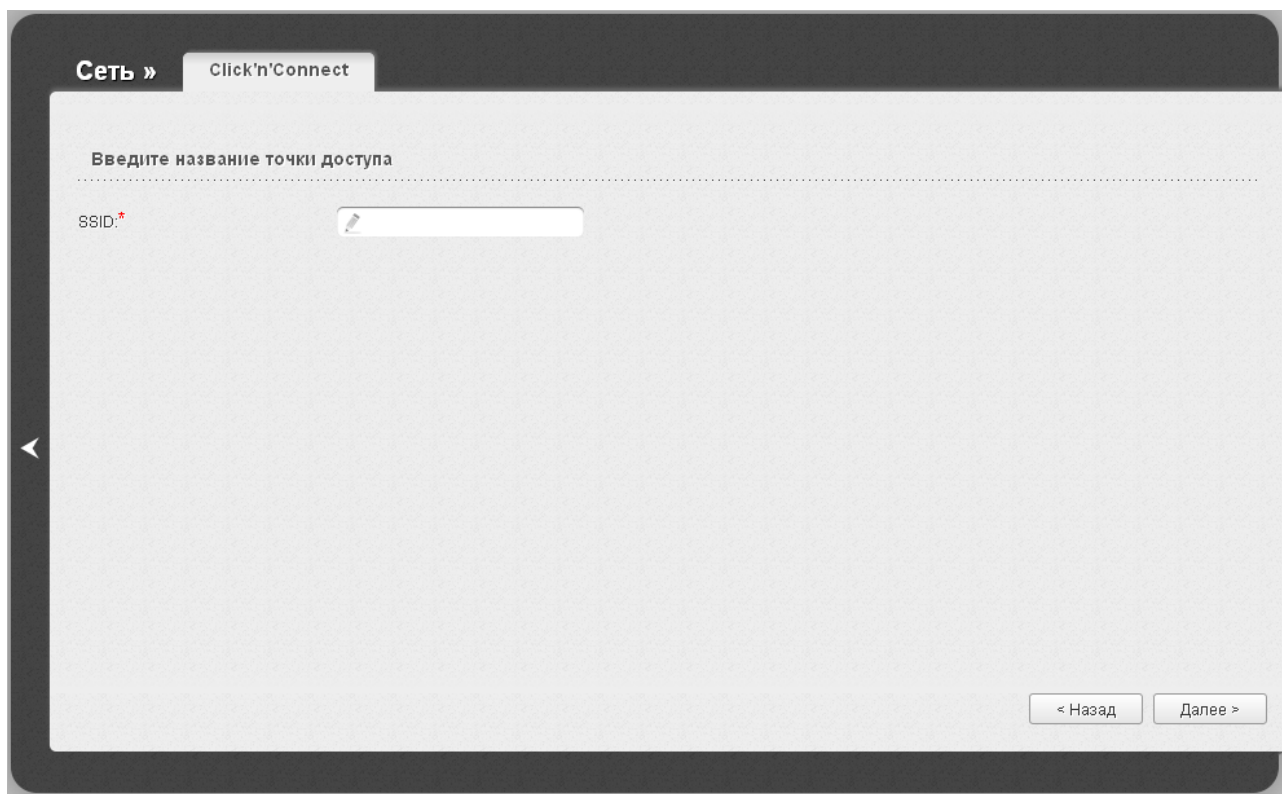 Сеть »
Click'n'Connect
Введите название точки доступа
SSID:*
< Назад
Далее >